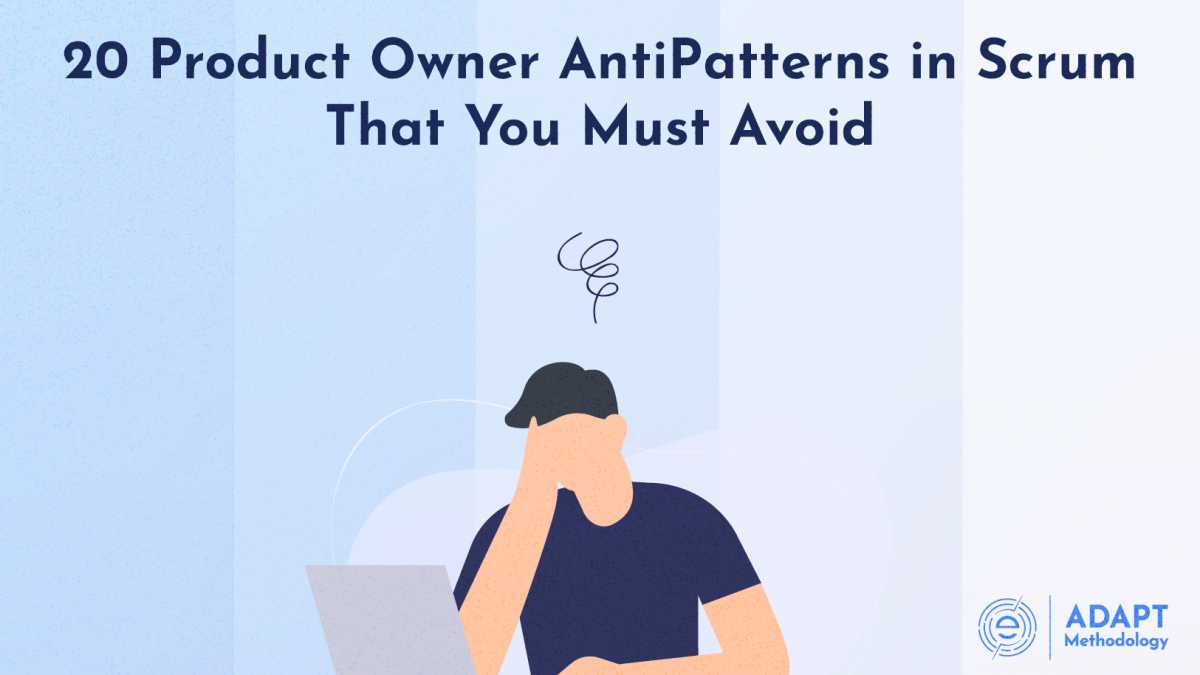 20 Product Owner AntiPatterns in Scrum
That You Must Avoid
e
ADAPT
Methodology